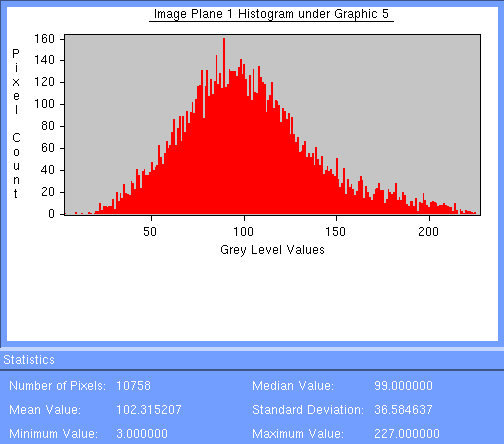 Image Plane 1 Histogram under Graphic 5
Pixel Count
160
140
120
100
80
60
40
20
0
50 100 150 200
Grey Level Values
Statistics
Number of Pixels: 10758 Median Value: 99.000000
Mean Value: 102.315207 Standard Deviation: 36.584637
Minimum Value: 3.000000 Maximum Value: 227.000000